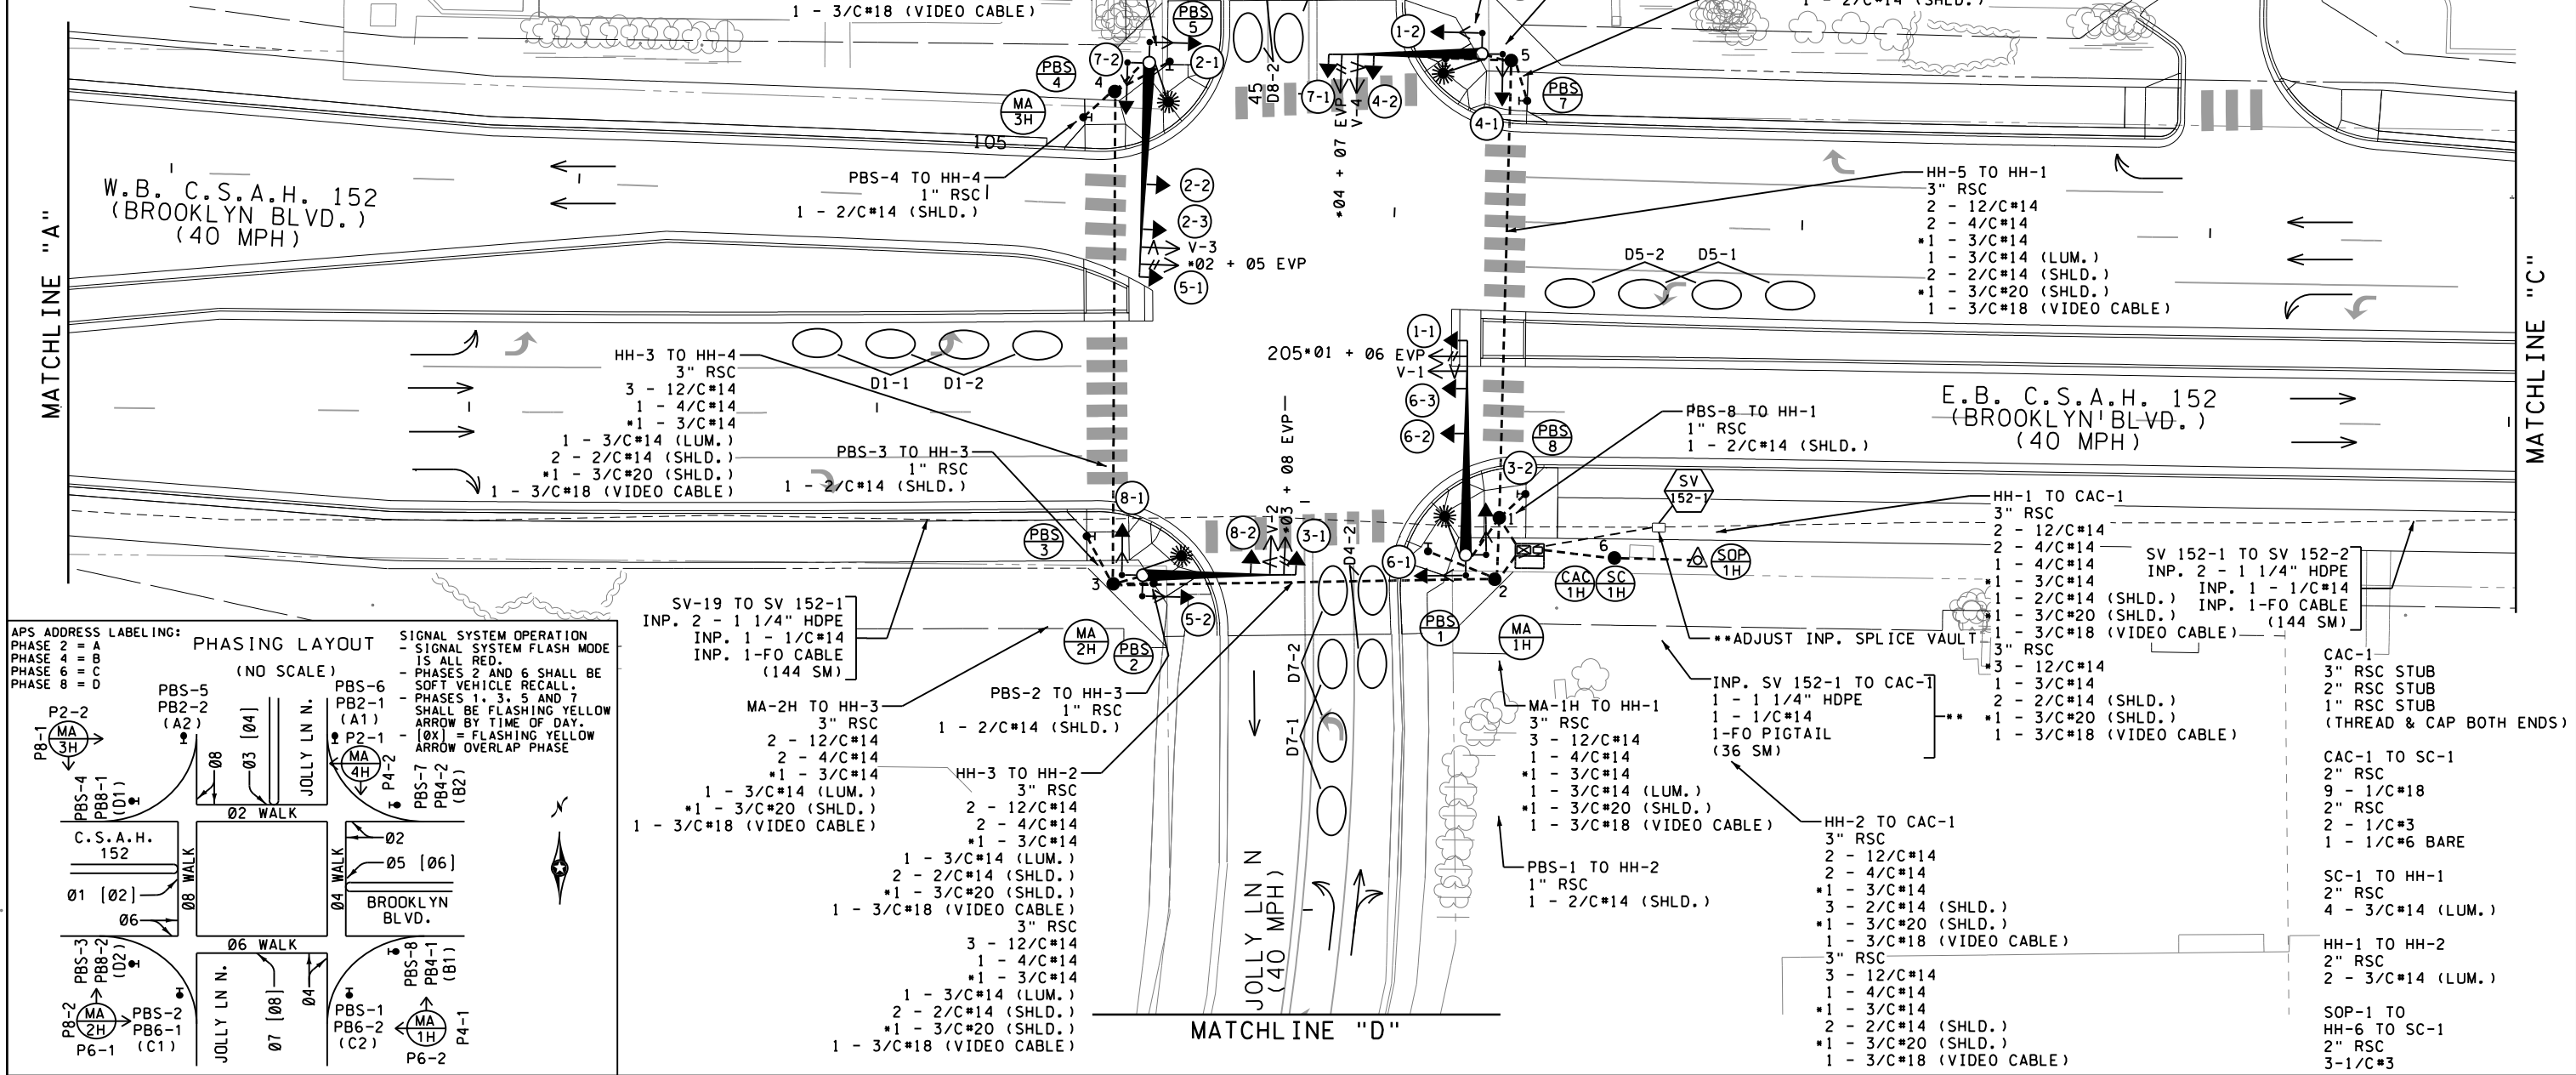 1 - 3/C#18 (VIDEO CABLE)
PBS
5
7-2
4
2-1
PBS
4
MA
3H
105
45
D8-2
1-2
5
7-1
*04 + 07 EVP
V-4
4-2
PBS
7
4-1
W.B. C.S.A.H. 152
(BROOKLYN BLVD.)
(40 MPH)
MATCHLINE "A"
PBS-4 TO HH-4
1" RSC
1 - 2/C#14 (SHLD.)
2-2
2-3
V-3
*02 + 05 EVP
5-1
HH-5 TO HH-1
3" RSC
2 - 12/C#14
2 - 4/C#14
*1 - 3/C#14
1 - 3/C#14 (LUM.)
2 - 2/C#14 (SHLD.)
*1 - 3/C#20 (SHLD.)
1 - 3/C#18 (VIDEO CABLE)
D5-2 D5-1
MATCHLINE "C"
HH-3 TO HH-4
3" RSC
3 - 12/C#14
1 - 4/C#14
*1 - 3/C#14
1 - 3/C#14 (LUM.)
2 - 2/C#14 (SHLD.)
*1 - 3/C#20 (SHLD.)
1 - 3/C#18 (VIDEO CABLE)
D1-1 D1-2
PBS-3 TO HH-3
1" RSC
1 - 2/C#14 (SHLD.)
1-1
205*01 + 06 EVP
V-1
6-3
6-2
E.B. C.S.A.H. 152
(BROOKLYN BLVD.)
(40 MPH)
PBS-8 TO HH-1
1" RSC
1 - 2/C#14 (SHLD.)
PBS
8
3-2
SV
152-1
8-1
PBS
3
3
8-2
V-2
*03 + 08 EVP
3-1
D4-2
6-1
1
2
6
CAC
1H
SC
1H
SOP
1H
5-2
MA
2H
PBS
2
PBS
1
MA
1H
HH-1 TO CAC-1
3" RSC
2 - 12/C#14
2 - 4/C#14
1 - 4/C#14
*1 - 3/C#14
1 - 2/C#14 (SHLD.)
*1 - 3/C#20 (SHLD.)
1 - 3/C#18 (VIDEO CABLE)
3" RSC
*3 - 12/C#14
1 - 3/C#14
2 - 2/C#14 (SHLD.)
*1 - 3/C#20 (SHLD.)
1 - 3/C#18 (VIDEO CABLE)
SV 152-1 TO SV 152-2
INP. 2 - 1 1/4" HDPE
INP. 1 - 1/C#14
INP. 1-FO CABLE
(144 SM)
SV-19 TO SV 152-1
INP. 2 - 1 1/4" HDPE
INP. 1 - 1/C#14
INP. 1-FO CABLE
(144 SM)
**ADJUST INP. SPLICE VAULT
INP. SV 152-1 TO CAC-1
1 - 1 1/4" HDPE
1 - 1/C#14
1-FO PIGTAIL
(36 SM)
**
MA-2H TO HH-3
3" RSC
2 - 12/C#14
2 - 4/C#14
*1 - 3/C#14
1 - 3/C#14 (LUM.)
*1 - 3/C#20 (SHLD.)
1 - 3/C#18 (VIDEO CABLE)
PBS-2 TO HH-3
1" RSC
1 - 2/C#14 (SHLD.)
HH-3 TO HH-2
3" RSC
2 - 12/C#14
2 - 4/C#14
*1 - 3/C#14
1 - 3/C#14 (LUM.)
2 - 2/C#14 (SHLD.)
*1 - 3/C#20 (SHLD.)
1 - 3/C#18 (VIDEO CABLE)
3" RSC
3 - 12/C#14
1 - 4/C#14
*1 - 3/C#14
1 - 3/C#14 (LUM.)
2 - 2/C#14 (SHLD.)
*1 - 3/C#20 (SHLD.)
1 - 3/C#18 (VIDEO CABLE)
D7-2
D7-1
JOLLY LN N
(40 MPH)
MATCHLINE "D"
MA-1H TO HH-1
3" RSC
3 - 12/C#14
1 - 4/C#14
*1 - 3/C#14
1 - 3/C#14 (LUM.)
*1 - 3/C#20 (SHLD.)
1 - 3/C#18 (VIDEO CABLE)
PBS-1 TO HH-2
1" RSC
1 - 2/C#14 (SHLD.)
HH-2 TO CAC-1
3" RSC
2 - 12/C#14
2 - 4/C#14
*1 - 3/C#14
3 - 2/C#14 (SHLD.)
*1 - 3/C#20 (SHLD.)
1 - 3/C#18 (VIDEO CABLE)
3" RSC
3 - 12/C#14
1 - 4/C#14
*1 - 3/C#14
2 - 2/C#14 (SHLD.)
*1 - 3/C#20 (SHLD.)
1 - 3/C#18 (VIDEO CABLE)
CAC-1
3" RSC STUB
2" RSC STUB
1" RSC STUB
(THREAD & CAP BOTH ENDS)
CAC-1 TO SC-1
2" RSC
9 - 1/C#18
2" RSC
2 - 1/C#3
1 - 1/C#6 BARE
SC-1 TO HH-1
2" RSC
4 - 3/C#14 (LUM.)
HH-1 TO HH-2
2" RSC
2 - 3/C#14 (LUM.)
SOP-1 TO
HH-6 TO SC-1
2" RSC
3-1/C#3
APS ADDRESS LABELING:
PHASE 2 = A
PHASE 4 = B
PHASE 6 = C
PHASE 8 = D
PHASING LAYOUT
(NO SCALE)
SIGNAL SYSTEM OPERATION
- SIGNAL SYSTEM FLASH MODE
IS ALL RED.
- PHASES 2 AND 6 SHALL BE
SOFT VEHICLE RECALL.
- PHASES 1, 3, 5 AND 7
SHALL BE FLASHING YELLOW
ARROW BY TIME OF DAY.
- [0X] = FLASHING YELLOW
ARROW OVERLAP PHASE
PBS-5
PB2-2
(A2)
PBS-6
PB2-1
(A1)
P2-2
P8-1
MA
3H
P2-1
MA
4H
P4-2
PBS-7
PB4-2
(B2)
PBS-4
PB8-1
(D1)
Ø8
Ø3 [Ø4]
JOLLY LN N.
Ø2 WALK
C.S.A.H.
152
Ø8 WALK
Ø4 WALK
Ø2
Ø5 [Ø6]
Ø1 [Ø2]
Ø6
BROOKLYN
BLVD.
N
Ø6 WALK
PBS-3
PB8-2
(D2)
JOLLY LN N.
Ø7 [Ø8]
Ø4
PBS-8
PB4-1
(B1)
P8-2
MA
2H
P6-1
PBS-2
PB6-1
(C1)
PBS-1
PB6-2
(C2)
MA
1H
P4-1
P6-2